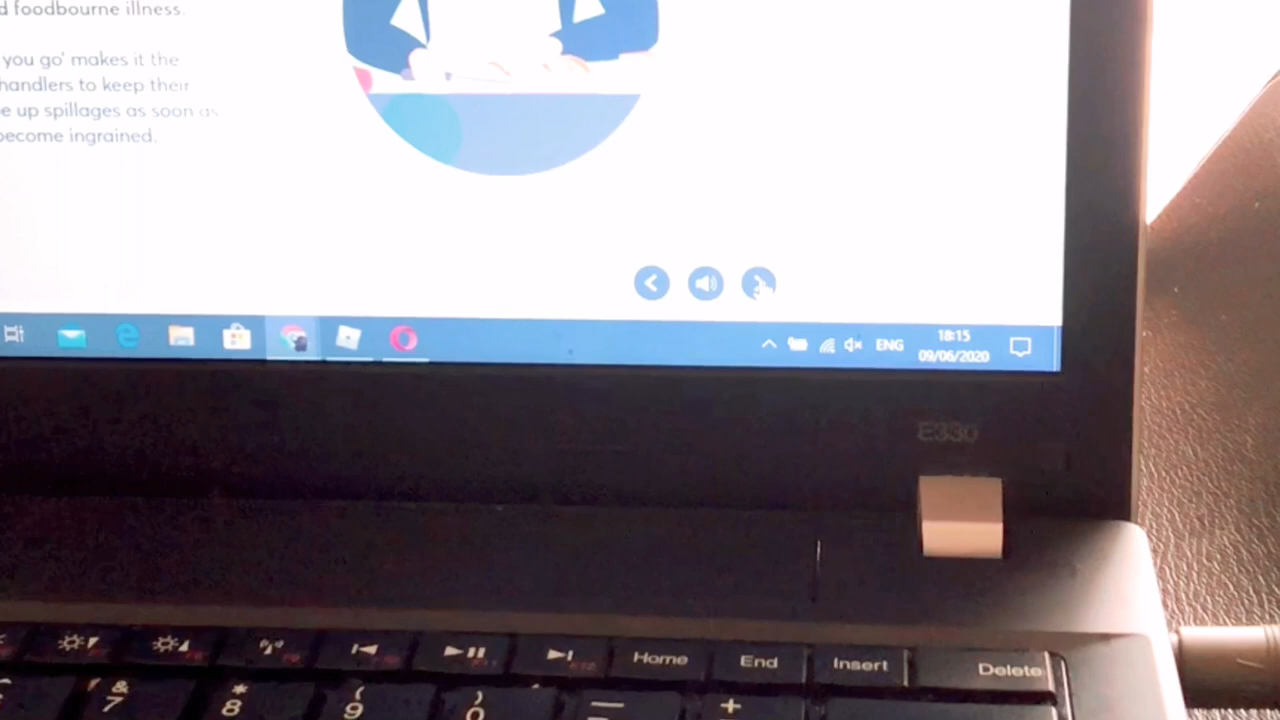 d foodbourne illness.
you go' makes it the
handlers to keep their
e up spillages as soon as
become ingrained.
ENG
18:15
09/06/2020
E330
Home End Insert Delete
& * ( )
7 8 9 0 — +